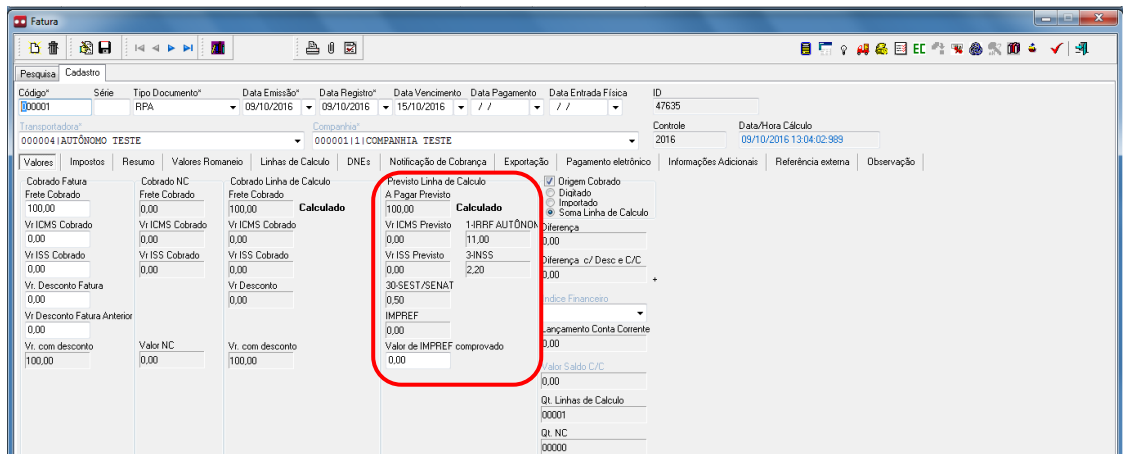 Fatura
EC
Pesquisa Cadastro
Código* Série Tipo Documento* Data Emissão* Data Registro* Data Vencimento Data Pagamento Data Entrada Física ID
000001 RPA 09/10/2016 09/10/2016 15/10/2016 / / / / 47635
Transportadora* Companhia* Controle Data/Hora Cálculo
000004|AUTÔNOMO TESTE 000001|1|COMPANHIA TESTE 2016 09/10/2016 13:04:02:989
Valores Impostos Resumo Valores Romaneio Linhas de Calculo DNEs Notificação de Cobrança Exportação Pagamento eletrônico Informações Adicionais Referência externa Observação
Cobrado Fatura Cobrado NC Cobrado Linha de Calculo Previsto Linha de Calculo Origem Cobrado
Frete Cobrado Frete Cobrado Frete Cobrado A Pagar Previsto Digitado
100,00 0,00 100,00 Calculado 100,00 Calculado Importado
Soma Linha de Calculo
Vr ICMS Cobrado Vr ICMS Cobrado Vr ICMS Cobrado Vr ICMS Previsto 1-IRRF AUTÔNOM Diferença
0,00 0,00 0,00 0,00 11,00 0,00
Vr ISS Cobrado Vr ISS Cobrado Vr ISS Cobrado Vr ISS Previsto 3-INSS Diferença c/ Desc e C/C
0,00 0,00 0,00 0,00 2,20 0,00 +
Vr. Desconto Fatura Vr Desconto 30-SEST/SENAT
0,00 0,00 0,50 Indice Financeiro
Vr Desconto Fatura Anterior IMPREF
0,00 0,00 Lançamento Conta Corrente
Vr. com desconto Valor NC Vr. com desconto Valor de IMPREF comprovado 0,00
100,00 0,00 100,00 0,00 Valor Saldo C/C
0,00
Qt. Linhas de Calculo
00001
Qt. NC
00000